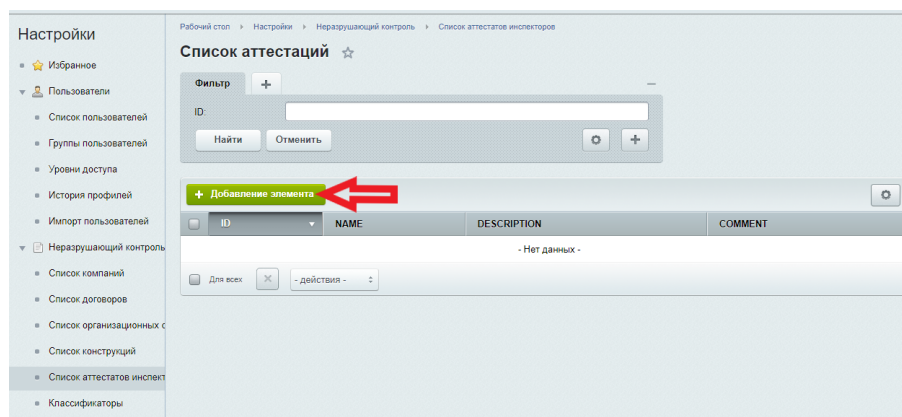 Настройки
Избранное
Пользователи
Список пользователей
Группы пользователей
Уровни доступа
История профилей
Импорт пользователей
Неразрушающий контроль
Список компаний
Список договоров
Список организационных с
Список конструкций
Список аттестатов инспект
Классификаторы
Рабочий стол Настройки Неразрушающий контроль Список аттестатов инспекторов
Список аттестаций
Фильтр +
ID:
Найти Отменить
+ Добавление элемента
ID NAME DESCRIPTION COMMENT
- Нет данных -
Для всех - действия -